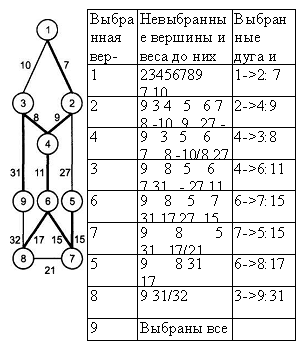 1
10
7
3
2
8
9
4
31
11
27
9
6
5
32
17
15
15
8
21
7
Выбра
нная
вер-
Невыбранны
е вершины и
веса до них
Выбран
ные
дуга и
1
23456789
7 10
1->2: 7
2
9 3 4 5 6 7
8 -10 9 27 -
2->4:9
4
9 3 5 6
7 8 -10/8 27
4->3:8
3
9 8 5 6
7 31 - 27 11
4->6:11
6
9 8 5 7
31 17 27 15
6->7:15
7
9 8 5
31 17/21
7->5:15
5
9 8 31
17
6->8:17
8
9 31/32
3->9:31
9
Выбраны все